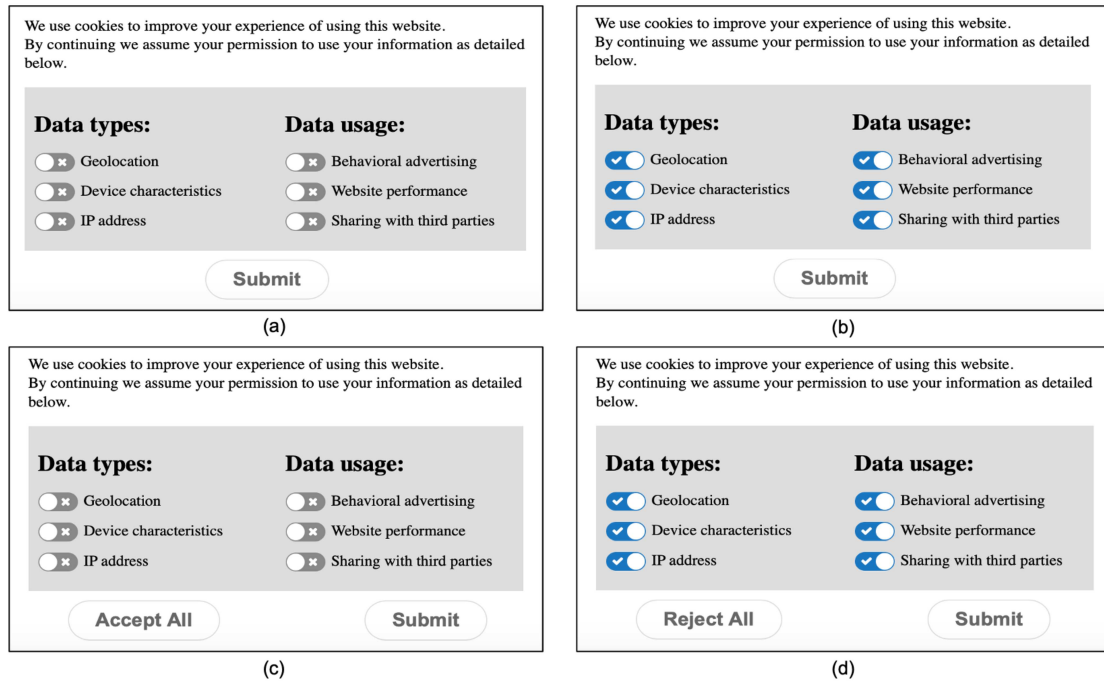 We use cookies to improve your experience of using this website.
By continuing we assume your permission to use your information as detailed
below.
Data types:
Data usage:
Geolocation
Behavioral advertising
Device characteristics
Website performance
IP address
Sharing with third parties
Submit
(a)
We use cookies to improve your experience of using this website.
By continuing we assume your permission to use your information as detailed
below.
Data types:
Data usage:
Geolocation
Behavioral advertising
Device characteristics
Website performance
IP address
Sharing with third parties
Submit
(b)
We use cookies to improve your experience of using this website.
By continuing we assume your permission to use your information as detailed
below.
Data types:
Data usage:
Geolocation
Behavioral advertising
Device characteristics
Website performance
IP address
Sharing with third parties
Accept All
Submit
(c)
We use cookies to improve your experience of using this website.
By continuing we assume your permission to use your information as detailed
below.
Data types:
Data usage:
Geolocation
Behavioral advertising
Device characteristics
Website performance
IP address
Sharing with third parties
Reject All
Submit
(d)